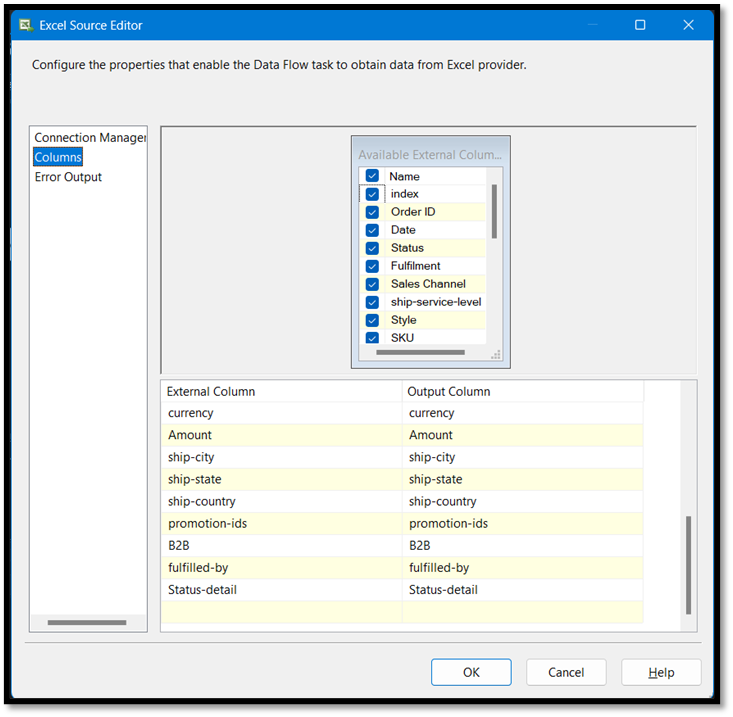 Excel Source Editor
Configure the properties that enable the Data Flow task to obtain data from Excel provider.
Connection Manager
Columns
Error Output
Available External Colum...
Name
index
Order ID
Date
Status
Fulfilment
Sales Channel
ship-service-level
Style
SKU
External Column Output Column
currency currency
Amount Amount
ship-city ship-city
ship-state ship-state
ship-country ship-country
promotion-ids promotion-ids
B2B B2B
fulfilled-by fulfilled-by
Status-detail Status-detail
OK Cancel Help